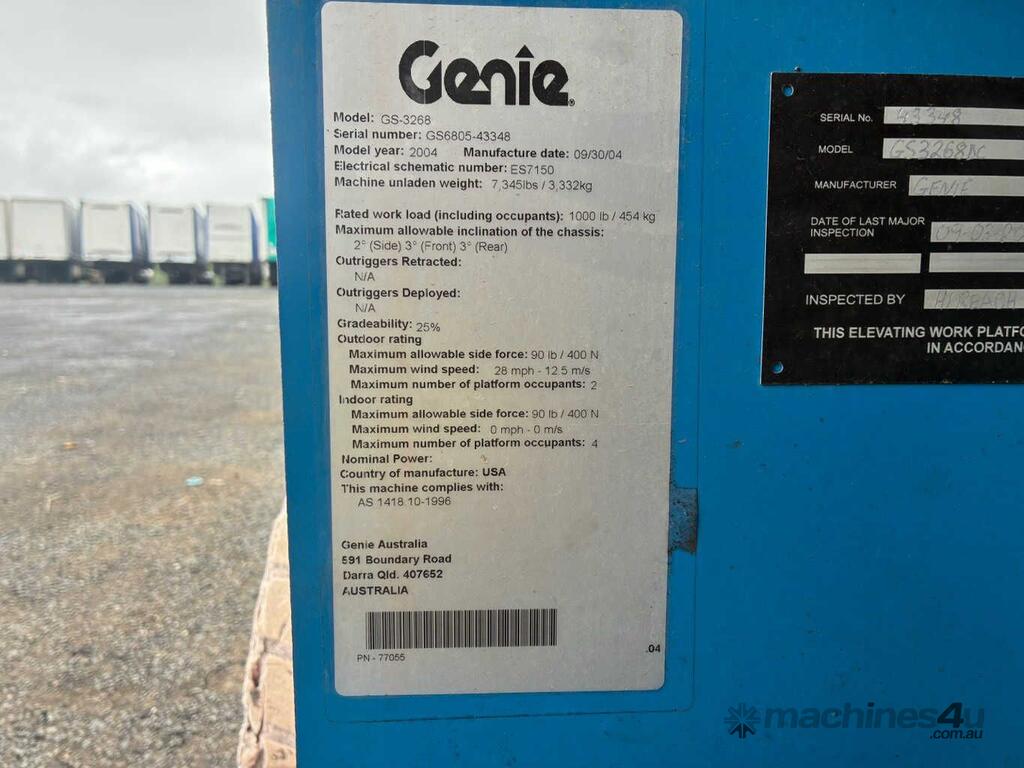 Genie
Model: GS-3268
Serial number: GS6805-43348
Model year: 2004 Manufacture date: 09/30/04
Electrical schematic number: ES7150
Machine unladen weight: 7,345lbs / 3,332kg
Rated work load (including occupants): 1000 lb / 454 kg
Maximum allowable inclination of the chassis:
2° (Side) 3° (Front) 3° (Rear)
Outriggers Retracted:
N/A
Outriggers Deployed:
N/A
Gradeability: 25%
Outdoor rating
Maximum allowable side force: 90 lb / 400 N
Maximum wind speed: 28 mph - 12.5 m/s
Maximum number of platform occupants: 2
Indoor rating
Maximum allowable side force: 90 lb / 400 N
Maximum wind speed: 0 mph - 0 m/s
Maximum number of platform occupants: 4
Nominal Power:
Country of manufacture: USA
This machine complies with:
AS 1418.10-1996
Genie Australia
591 Boundary Road
Darra Qld. 407652
AUSTRALIA
PN - 77055
.04
SERIAL No. 43348
MODEL GS3268RC
MANUFACTURER GENIE
DATE OF LAST MAJOR
INSPECTION
INSPECTED BY HIREACH
THIS ELEVATING WORK PLATFO
IN ACCORDAN
machines4u
.com.au